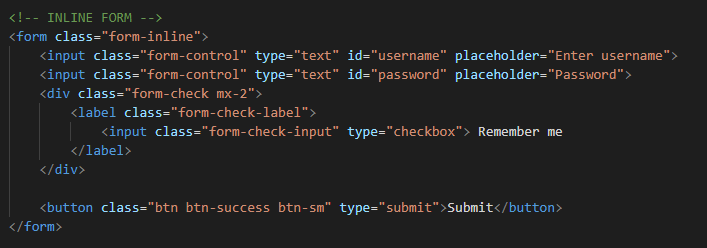 <!-- INLINE FORM -->
<form class="form-inline">
    <input class="form-control" type="text" id="username" placeholder="Enter username">
    <input class="form-control" type="text" id="password" placeholder="Password">
    <div class="form-check mx-2">
        <label class="form-check-label">
            <input class="form-check-input" type="checkbox"> Remember me
        </label>
    </div>

    <button class="btn btn-success btn-sm" type="submit">Submit</button>
</form>